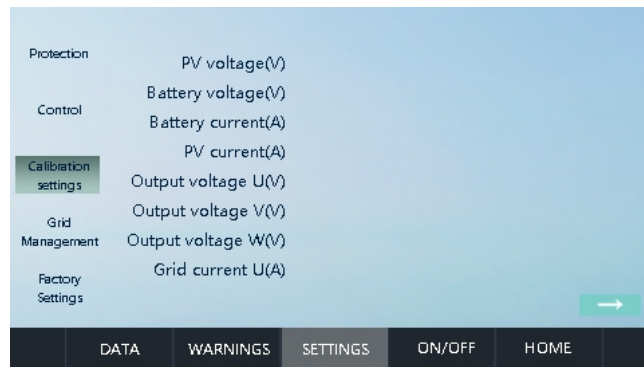 Protection
Control
Calibration
settings
Grid
Management
Factory
Settings
PV voltage(V)
Battery voltage(V)
Battery current(A)
PV current(A)
Output voltage U(V)
Output voltage V(V)
Output voltage W(V)
Grid current U(A)
→
DATA WARNINGS SETTINGS ON/OFF HOME